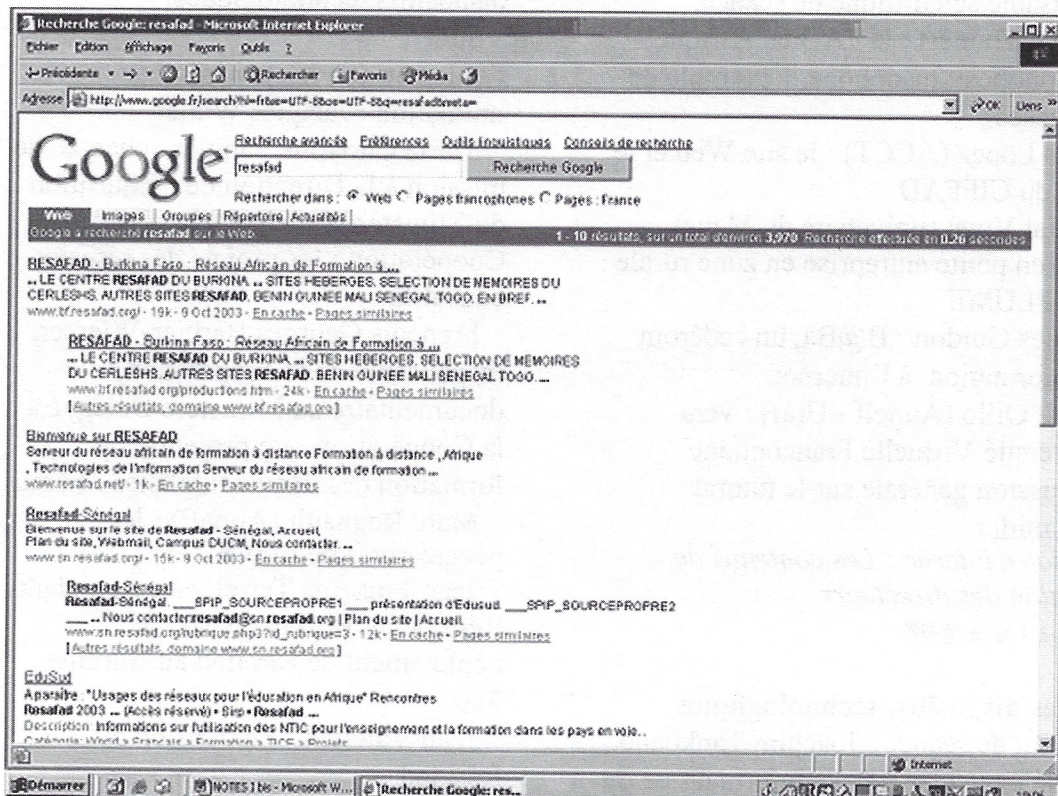 Recherche Google: resafad - Microsoft Internet Explorer
Fichier Edition Affichage Favoris Outils ?
Précédente Rechercher Favoris Média
Adresse http://www.google.fr/search?hl=fr&ie=UTF-8&oe=UTF-8&q=resafad&meta= OK Liens »
Recherche avancée Préférences Outils linguistiques Conseils de recherche
Google
resafad Recherche Google
Rechercher dans : Web Pages francophones Pages : France
Web Images Groupes Répertoire Actualités
Google a recherché resafad sur le Web. 1 - 10 résultats, sur un total d'environ 3,970. Recherche effectuée en 0.26 secondes
RESAFAD - Burkina Faso : Réseau Africain de Formation à ...
... LE CENTRE RESAFAD DU BURKINA. ... SITES HEBERGES. SELECTION DE MEMOIRES DU
CERLESHS. AUTRES SITES RESAFAD. BENIN GUINEE MALI SENEGAL TOGO. EN BREF. ...
www.bf.resafad.org/ - 19k - 9 Oct 2003 - En cache - Pages similaires
RESAFAD - Burkina Faso : Réseau Africain de Formation à ...
... LE CENTRE RESAFAD DU BURKINA. ... SITES HEBERGES. SELECTION DE MEMOIRES
DU CERLESHS. AUTRES SITES RESAFAD. BENIN GUINEE MALI SENEGAL TOGO. ...
www.bf.resafad.org/productions.htm - 24k - En cache - Pages similaires
[ Autres résultats, domaine www.bf.resafad.org ]
Bienvenue sur RESAFAD
Serveur du réseau africain de formation à distance Formation à distance , Afrique
, Technologies de l'Information Serveur du réseau africain de formation ...
www.resafad.net/ - 1k - En cache - Pages similaires
Resafad-Sénégal
Bienvenue sur le site de Resafad - Sénégal, Accueil,
Plan du site, Webmail, Campus DUCM, Nous contacter. ...
www.sn.resafad.org/ - 15k - 9 Oct 2003 - En cache - Pages similaires
Resafad-Sénégal
Resafad-Sénégal. ___SPIP_SOURCEPROPRE1 ___ présentation d'Edusud. ___SPIP_SOURCEPROPRE2
___ ... Nous contacter:resafad@sn.resafad.org | Plan du site | Accueil.
www.sn.resafad.org/rubrique.php3?id_rubrique=3 - 12k - En cache - Pages similaires
[ Autres résultats, domaine www.sn.resafad.org ]
EduSud
A paraître : "Usages des réseaux pour l'éducation en Afrique" Rencontres
Resafad 2003 ... (Accès réservé) • Sirp • Resafad ...
Description: Informations sur l'utilisation des NTIC pour l'enseignement et la formation dans les pays en voie...
Catégorie: World > Français > Formation > TICE > Projets
Internet
Démarrer NOTES 1 bis - Microsoft W... Recherche Google: res...